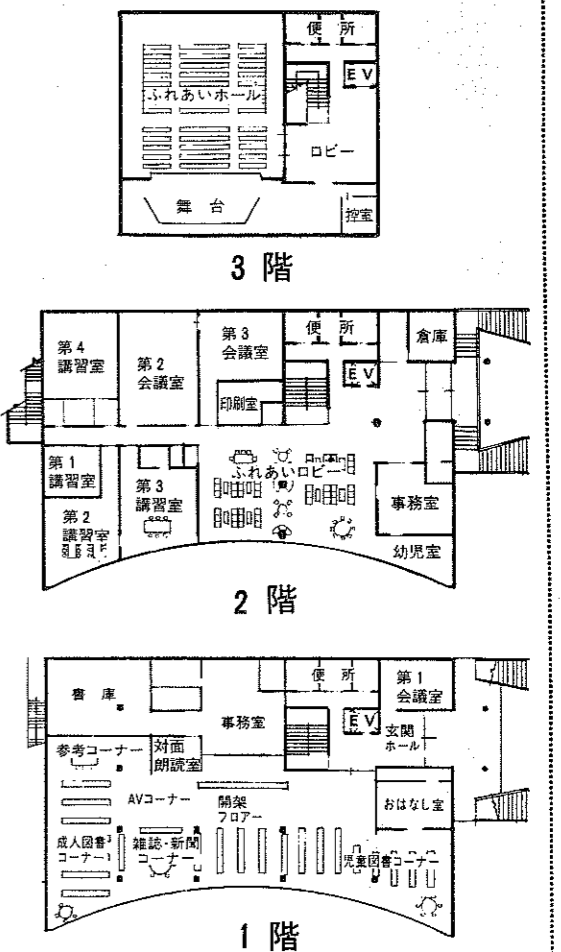 便 所
E V
ふれあいホール
ロビー
舞 台
控室
3 階
第4
講習室
第2
会議室
第3
会議室
便 所
倉庫
E V
印刷室
第1
講習室
第3
講習室
ふれあいロビー
第2
講習室
事務室
幼児室
2 階
書 庫
事務室
便 所
第1
会議室
E V
玄関
ホール
参考コーナー
対面
朗読室
AVコーナー
開架
フロアー
おはなし室
成人図書
コーナー
雑誌・新聞
コーナー
児童図書コーナー
1 階